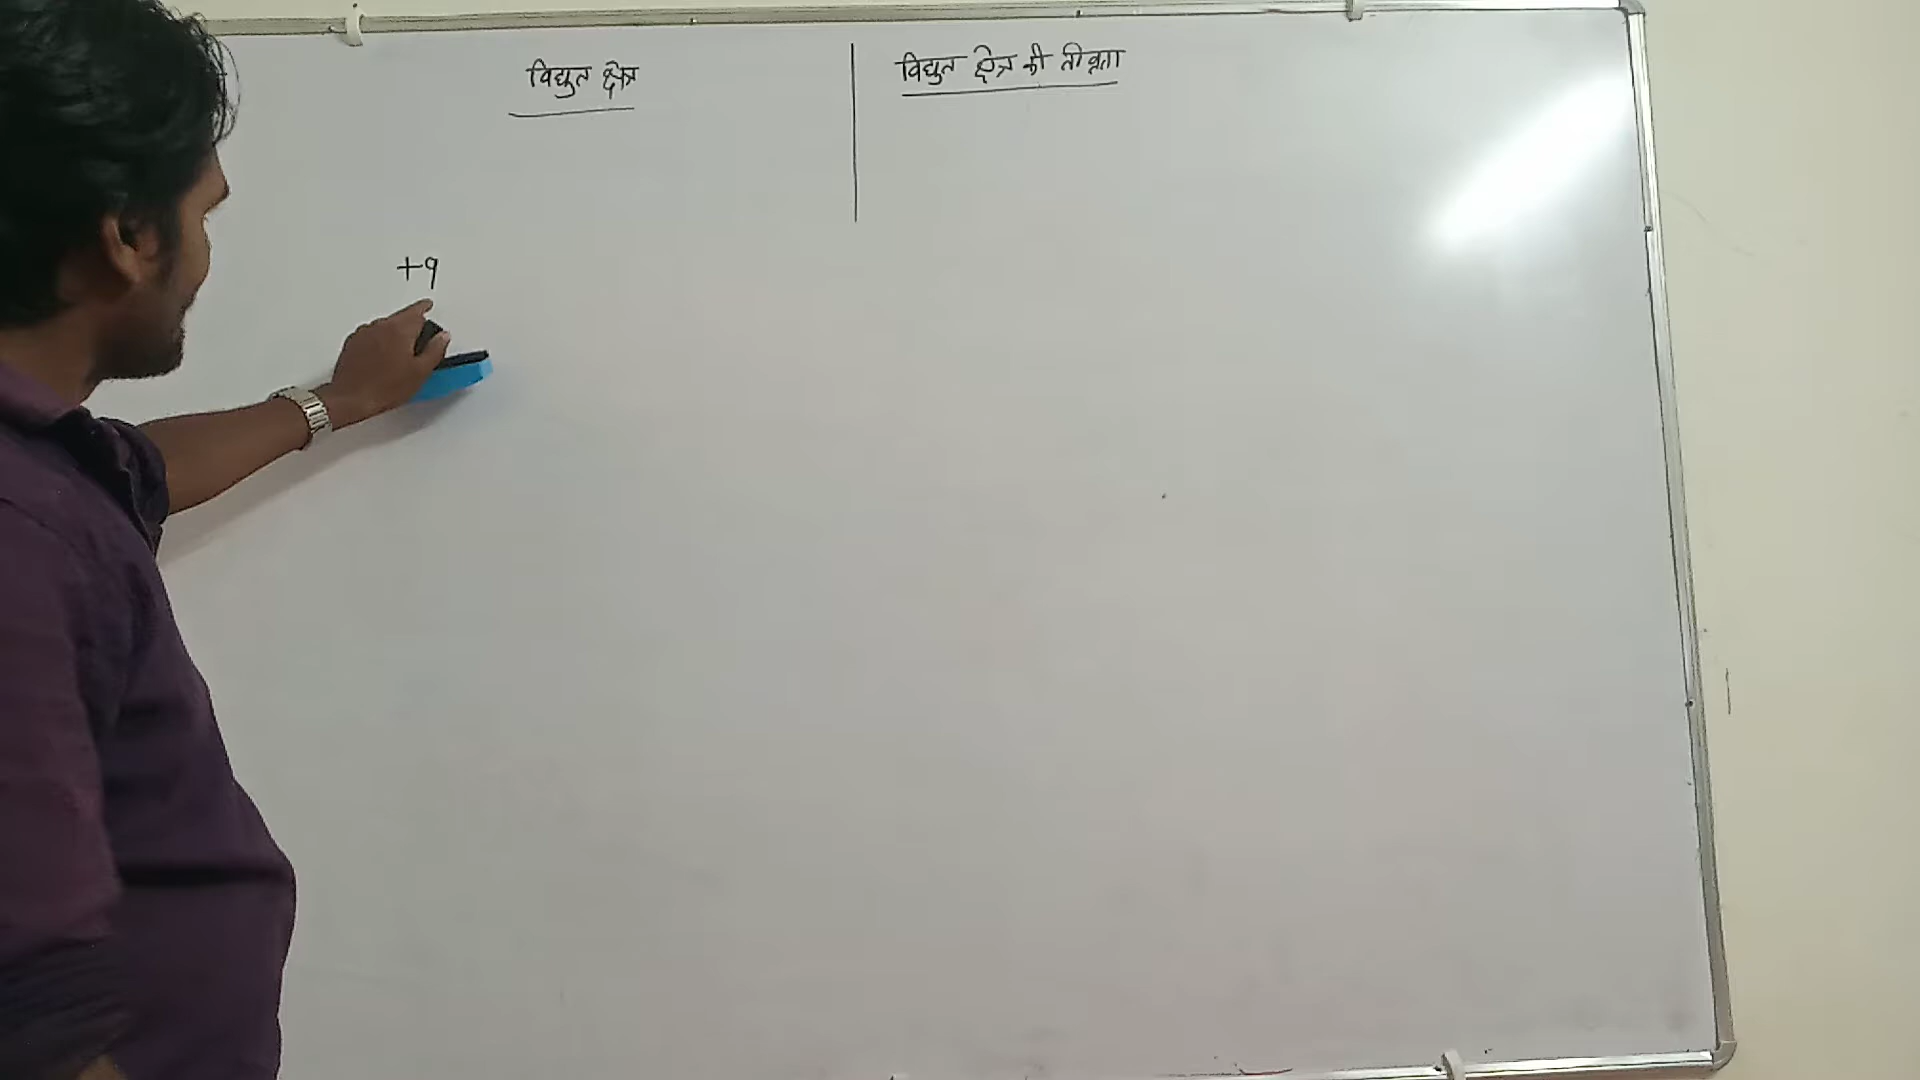 विद्युत क्षेत्र
विद्युत क्षेत्र की तीव्रता
+q